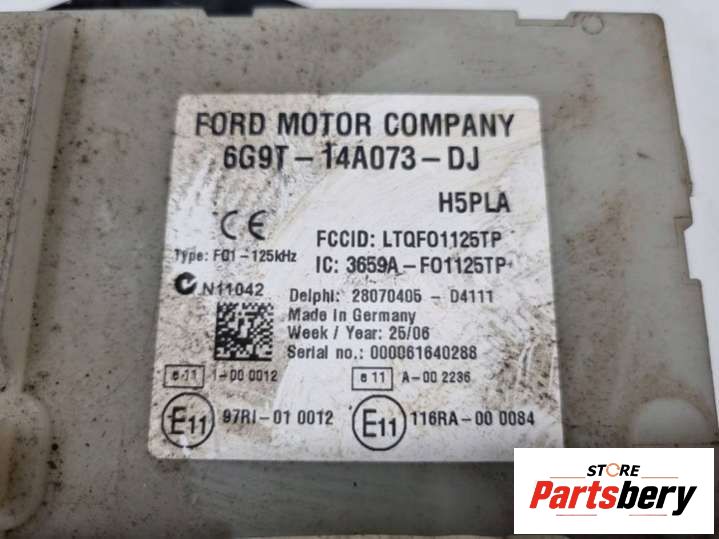 FORD MOTOR COMPANY
6G9T-14A073-DJ
H5PLA
CE
FCCID: LTQFO1125TP
Type: FO1-125kHz
IC: 3659A-FO1125TP
N11042
Delphi: 28070405 - D4111
Made in Germany
Week / Year: 25/06
Serial no.: 000061640288
e 11 1-00 0012
e 11 A-00 2236
E11 97RI-01 0012
E11 116RA-00 0084
STORE
Partsbery